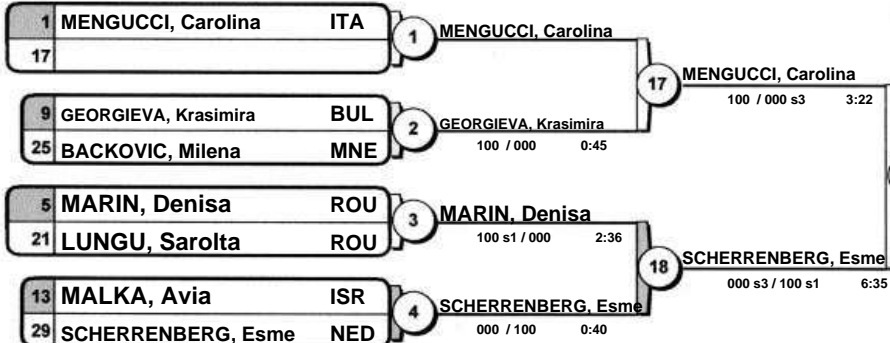 1 MENGUCCI, Carolina ITA
17
1 MENGUCCI, Carolina
9 GEORGIEVA, Krasimira BUL
25 BACKOVIC, Milena MNE
2 GEORGIEVA, Krasimira
100 / 000 0:45
17 MENGUCCI, Carolina
100 / 000 s3 3:22
5 MARIN, Denisa ROU
21 LUNGU, Sarolta ROU
3 MARIN, Denisa
100 s1 / 000 2:36
13 MALKA, Avia ISR
29 SCHERRENBERG, Esme NED
4 SCHERRENBERG, Esme
000 / 100 0:40
18 SCHERRENBERG, Esme
000 s3 / 100 s1 6:35